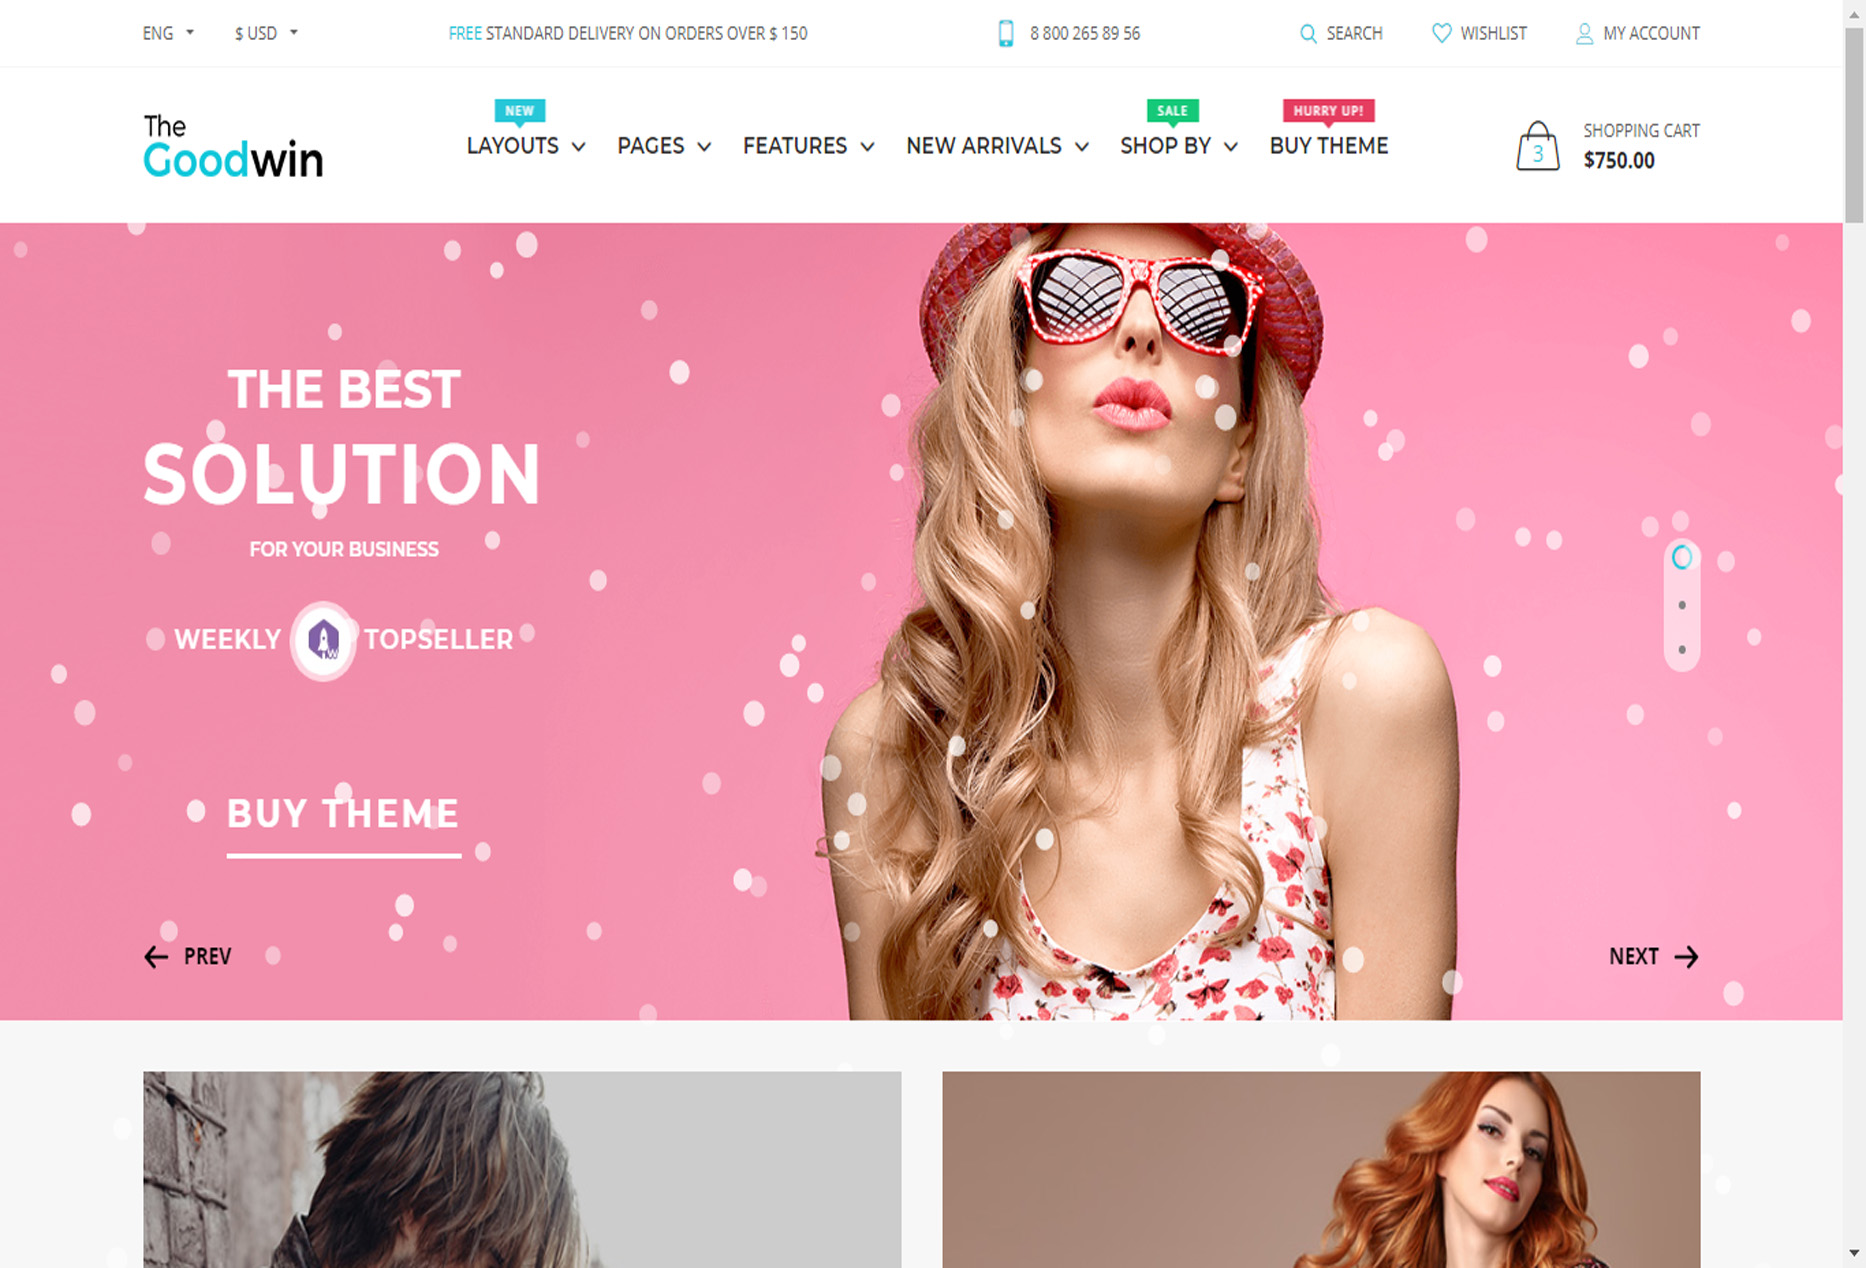 ENG
$ USD
FREE STANDARD DELIVERY ON ORDERS OVER $ 150
8 800 265 89 56
SEARCH
WISHLIST
MY ACCOUNT
The
Goodwin
NEW
LAYOUTS
PAGES
FEATURES
NEW ARRIVALS
SALE
SHOP BY
HURRY UP!
BUY THEME
3
SHOPPING CART
$750.00
THE BEST
SOLUTION
FOR YOUR BUSINESS
WEEKLY W TOPSELLER
BUY THEME
PREV
NEXT